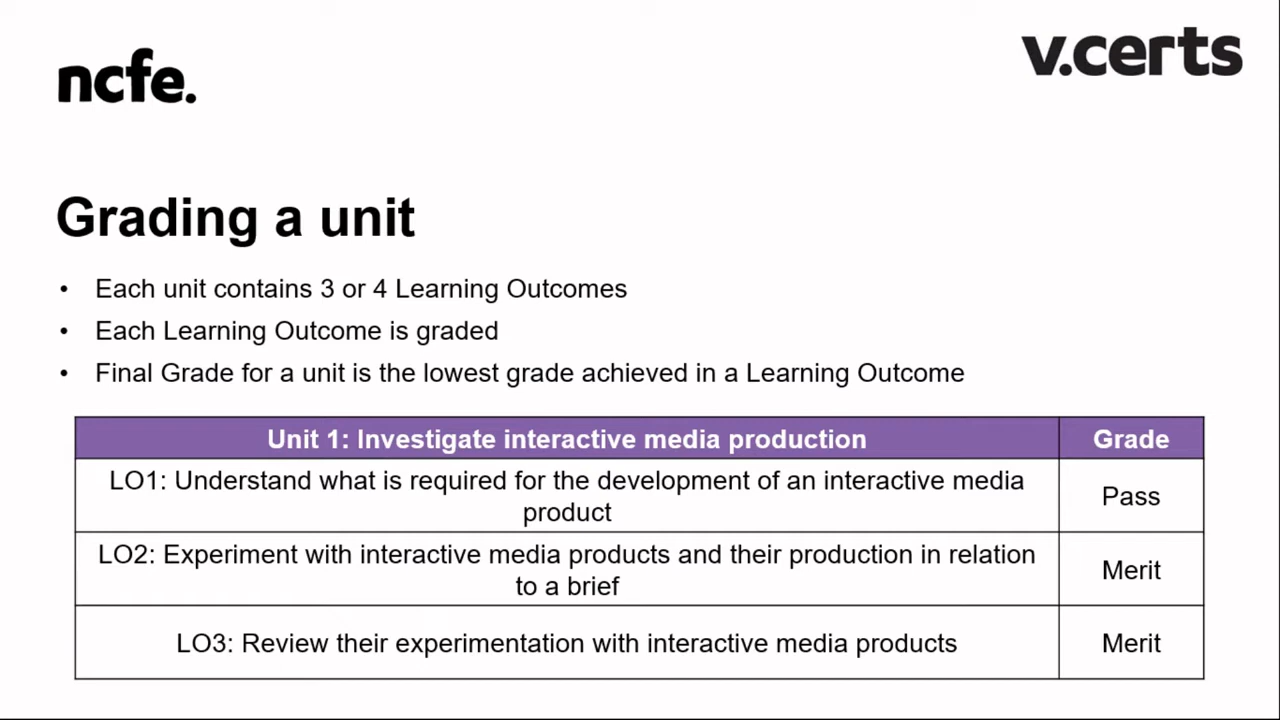 ncfe.
v.certs
Grading a unit
• Each unit contains 3 or 4 Learning Outcomes
• Each Learning Outcome is graded
• Final Grade for a unit is the lowest grade achieved in a Learning Outcome
Unit 1: Investigate interactive media production Grade
LO1: Understand what is required for the development of an interactive media
product
Pass
LO2: Experiment with interactive media products and their production in relation
to a brief
Merit
LO3: Review their experimentation with interactive media products Merit